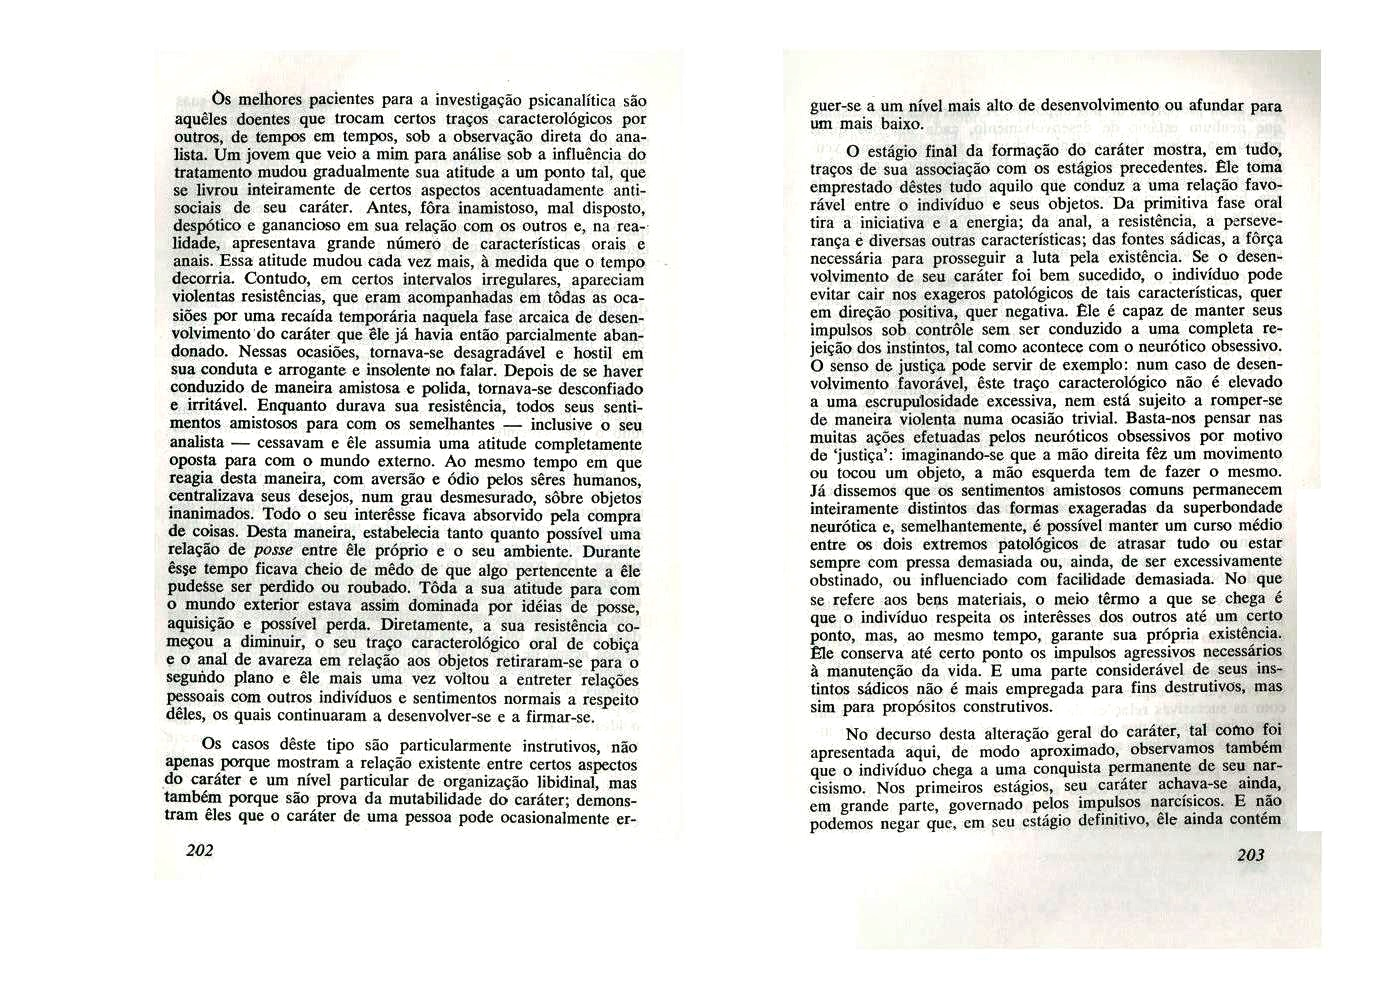 Os melhores pacientes para a investigação psicanalítica são
aquêles doentes que trocam certos traços caracterológicos por
outros, de tempos em tempos, sob a observação direta do ana-
lista. Um jovem que veio a mim para análise sob a influência do
tratamento mudou gradualmente sua atitude a um ponto tal, que
se livrou inteiramente de certos aspectos acentuadamente anti-
sociais de seu caráter. Antes, fôra inamistoso, mal disposto,
despótico e ganancioso em sua relação com os outros e, na rea-
lidade, apresentava grande número de características orais e
anais. Essa atitude mudou cada vez mais, à medida que o tempo
decorria. Contudo, em certos intervalos irregulares, apareciam
violentas resistências, que eram acompanhadas em tôdas as oca-
siões por uma recaída temporária naquela fase arcaica de desen-
volvimento do caráter que êle já havia então parcialmente aban-
donado. Nessas ocasiões, tornava-se desagradável e hostil em
sua conduta e arrogante e insolente no falar. Depois de se haver
conduzido de maneira amistosa e polida, tornava-se desconfiado
e irritável. Enquanto durava sua resistência, todos seus senti-
mentos amistosos para com os semelhantes — inclusive o seu
analista — cessavam e êle assumia uma atitude completamente
oposta para com o mundo externo. Ao mesmo tempo em que
reagia desta maneira, com aversão e ódio pelos sêres humanos,
centralizava seus desejos, num grau desmesurado, sôbre objetos
inanimados. Todo o seu interêsse ficava absorvido pela compra
de coisas. Desta maneira, estabelecia tanto quanto possível uma
relação de posse entre êle próprio e o seu ambiente. Durante
êsşe tempo ficava cheio de mêdo de que algo pertencente a êle
pudesse ser perdido ou roubado. Tôda a sua atitude para com
o mundo exterior estava assim dominada por idéias de posse,
aquisição e possível perda. Diretamente, a sua resistência co-
meçou a diminuir, o seu traço caracterológico oral de cobiça
e o anal de avareza em relação aos objetos retiraram-se para o
segundo plano e êle mais uma vez voltou a entreter relações
pessoais com outros indivíduos e sentimentos normais a respeito
dêles, os quais continuaram a desenvolver-se e a firmar-se.
Os casos dêste tipo são particularmente instrutivos, não
apenas porque mostram a relação existente entre certos aspectos
do caráter e um nível particular de organização libidinal, mas
também porque são prova da mutabilidade do caráter; demons-
tram êles que o caráter de uma pessoa pode ocasionalmente er-
202
guer-se a um nível mais alto de desenvolvimento ou afundar para
um mais baixo.
O estágio final da formação do caráter mostra, em tudo,
traços de sua associação com os estágios precedentes. Êle toma
emprestado dêstes tudo aquilo que conduz a uma relação favo-
rável entre o indivíduo e seus objetos. Da primitiva fase oral
tira a iniciativa e a energia; da anal, a resistência, a perseve-
rança e diversas outras características; das fontes sádicas, a fôrça
necessária para prosseguir a luta pela existência. Se o desen-
volvimento de seu caráter foi bem sucedido, o indivíduo pode
evitar cair nos exageros patológicos de tais características, quer
em direção positiva, quer negativa. Êle é capaz de manter seus
impulsos sob contrôle sem ser conduzido a uma completa re-
jeição dos instintos, tal como acontece com o neurótico obsessivo.
O senso de justiça pode servir de exemplo: num caso de desen-
volvimento favorável, êste traço caracterológico não é elevado
a uma escrupulosidade excessiva, nem está sujeito a romper-se
de maneira violenta numa ocasião trivial. Basta-nos pensar nas
muitas ações efetuadas pelos neuróticos obsessivos por motivo
de ‘justiça’: imaginando-se que a mão direita fêz um movimento
ou tocou um objeto, a mão esquerda tem de fazer o mesmo.
Já dissemos que os sentimentos amistosos comuns permanecem
inteiramente distintos das formas exageradas da superbondade
neurótica e, semelhantemente, é possível manter um curso médio
entre os dois extremos patológicos de atrasar tudo ou estar
sempre com pressa demasiada ou, ainda, de ser excessivamente
obstinado, ou influenciado com facilidade demasiada. No que
se refere aos bens materiais, o meio têrmo a que se chega é
que o indivíduo respeita os interêsses dos outros até um certo
ponto, mas, ao mesmo tempo, garante sua própria existência.
Êle conserva até certo ponto os impulsos agressivos necessários
à manutenção da vida. E uma parte considerável de seus ins-
tintos sádicos não é mais empregada para fins destrutivos, mas
sim para propósitos construtivos.
No decurso desta alteração geral do caráter, tal como foi
apresentada aqui, de modo aproximado, observamos também
que o indivíduo chega a uma conquista permanente de seu nar-
cisismo. Nos primeiros estágios, seu caráter achava-se ainda,
em grande parte, governado pelos impulsos narcísicos. E não
podemos negar que, em seu estágio definitivo, êle ainda contém
203